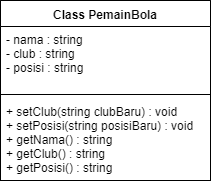 Class PemainBola
- nama : string
- club : string
- posisi : string
+ setClub(string clubBaru) : void
+ setPosisi(string posisiBaru) : void
+ getNama() : string
+ getClub() : string
+ getPosisi() : string